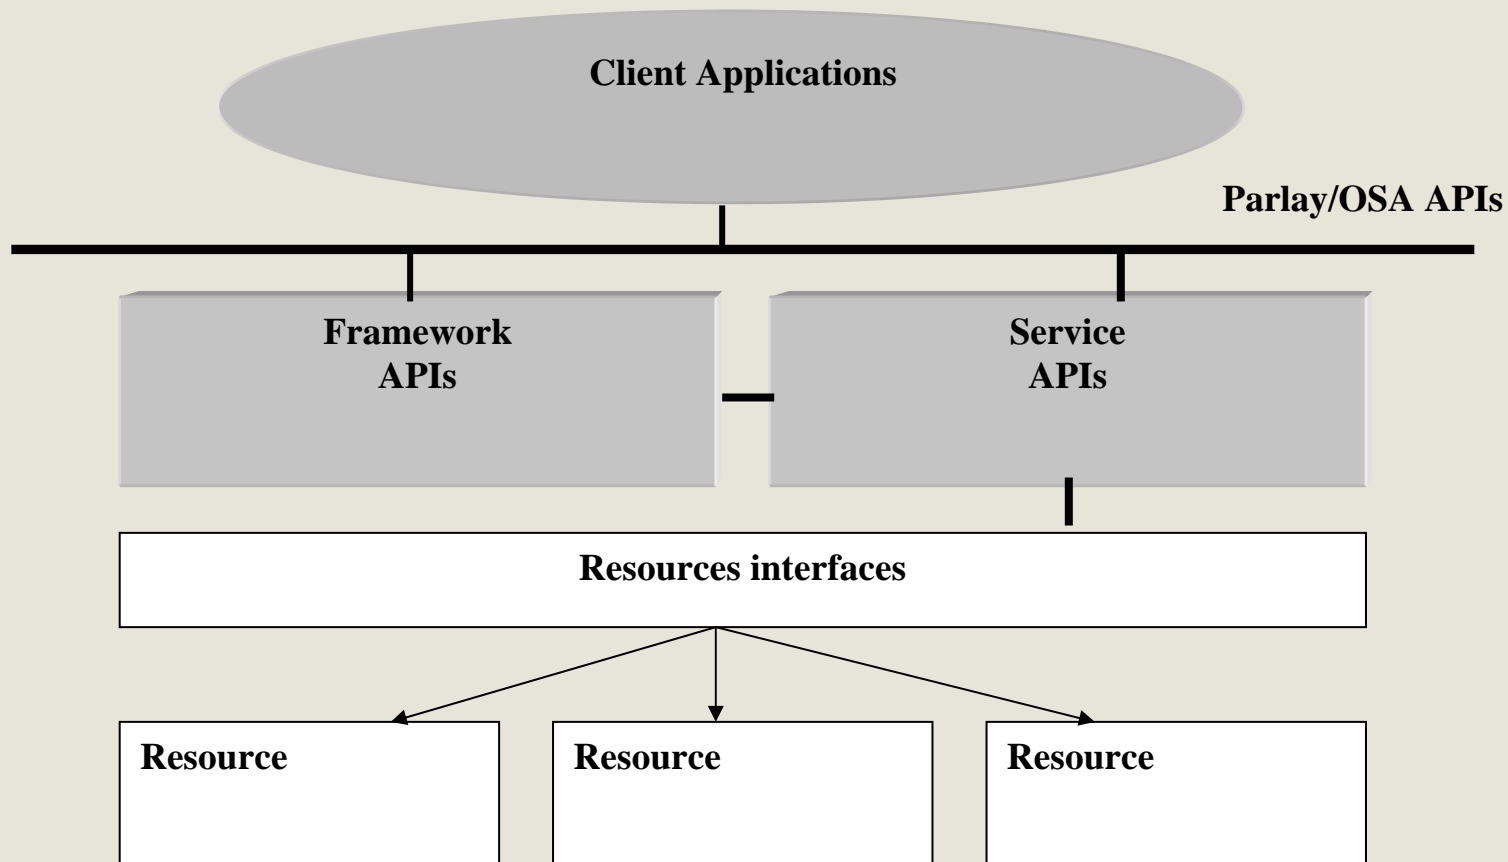 Client Applications
Parlay/OSA APIs
Framework
APIs
Service
APIs
Resources interfaces
Resource
Resource
Resource